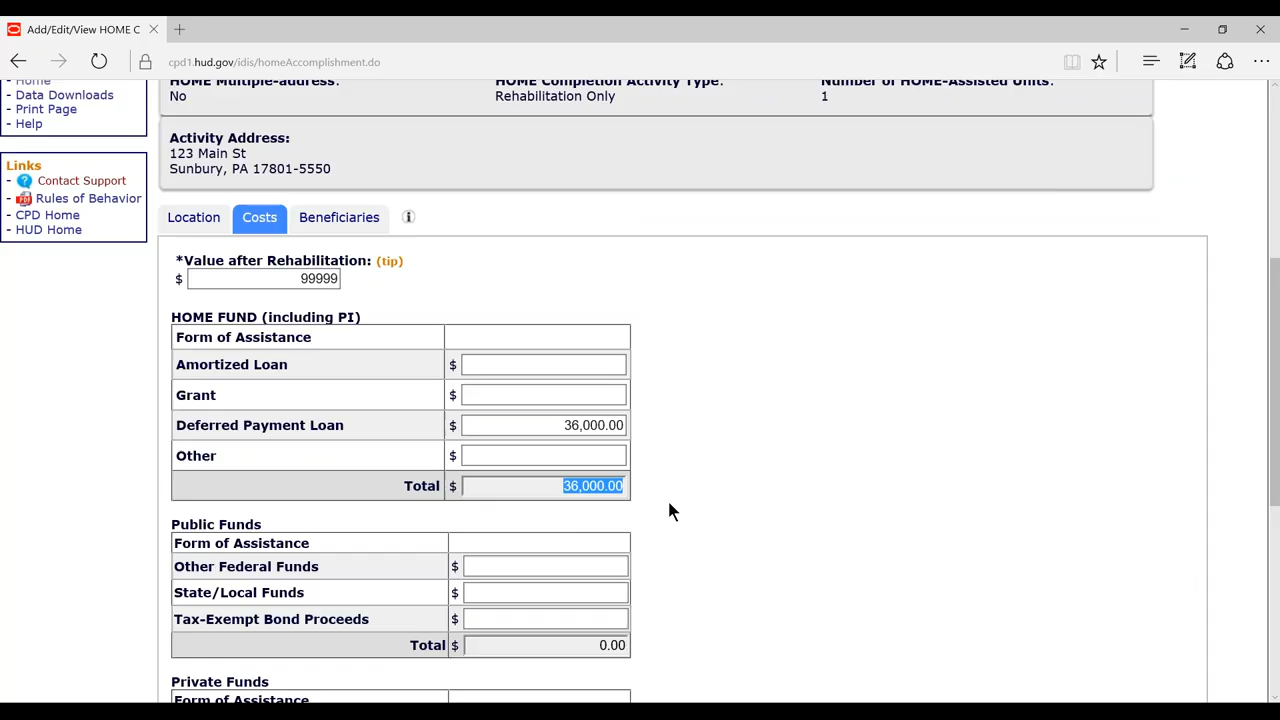 Add/Edit/View HOME C
cpd1.hud.gov/idis/homeAccomplishment.do
- Home
- Data Downloads
- Print Page
- Help
Links
- Contact Support
- Rules of Behavior
- CPD Home
- HUD Home
HOME Multiple-address: HOME Completion Activity Type: Number of HOME-Assisted Units:
No Rehabilitation Only 1
Activity Address:
123 Main St
Sunbury, PA 17801-5550
Location Costs Beneficiaries
*Value after Rehabilitation: (tip)
$ 99999
HOME FUND (including PI)
Form of Assistance
Amortized Loan $
Grant $
Deferred Payment Loan $ 36,000.00
Other $
Total $ 36,000.00
Public Funds
Form of Assistance
Other Federal Funds $
State/Local Funds $
Tax-Exempt Bond Proceeds $
Total $ 0.00
Private Funds
Form of Assistance